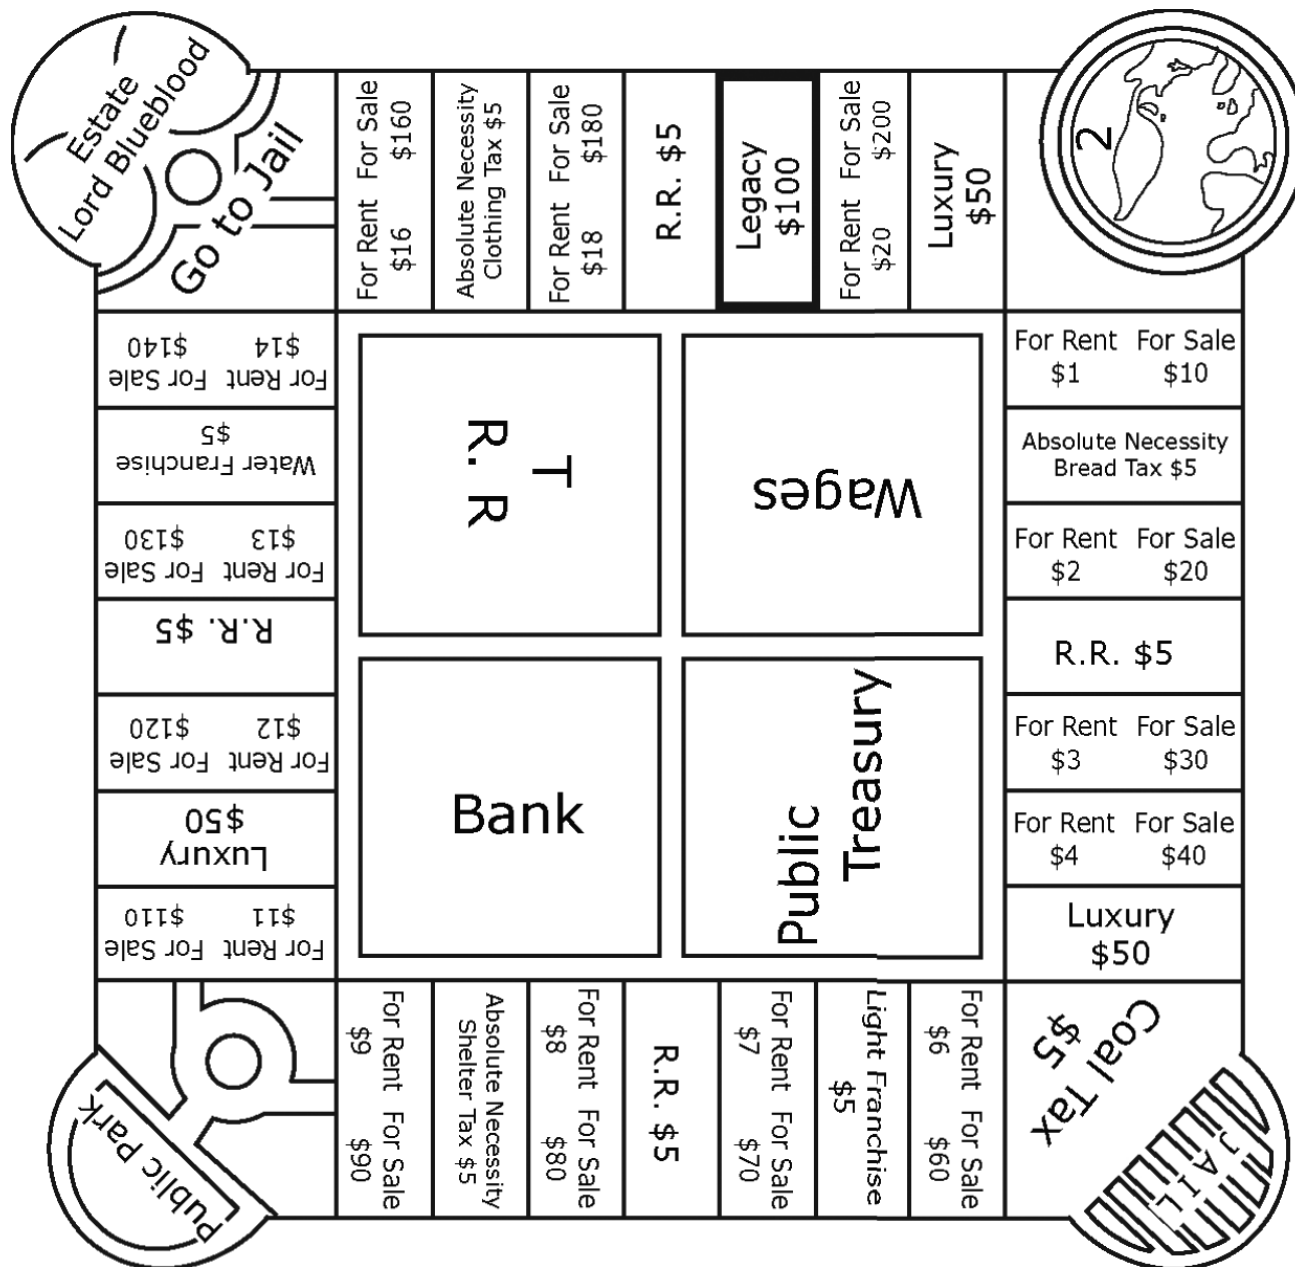 Estate
Lord Blueblood
Go to Jail
For Rent For Sale
$16 $160
Absolute Necessity
Clothing Tax $5
For Rent For Sale
$18 $180
R.R. $5
Legacy
$100
For Rent For Sale
$20 $200
Luxury
$50
2
For Rent For Sale
$1 $10
Absolute Necessity
Bread Tax $5
For Rent For Sale
$2 $20
R.R. $5
For Rent For Sale
$3 $30
For Rent For Sale
$4 $40
Luxury
$50
Coal Tax
$5
JAIL
For Rent For Sale
$6 $60
Light Franchise
$5
For Rent For Sale
$7 $70
R.R. $5
For Rent For Sale
$8 $80
Absolute Necessity
Shelter Tax $5
For Rent For Sale
$9 $90
Public Park
For Rent For Sale
$11 $110
Luxury
$50
For Rent For Sale
$12 $120
R.R. $5
For Rent For Sale
$13 $130
Water Franchise
$5
For Rent For Sale
$14 $140
T
R. R
Wages
Bank
Public
Treasury